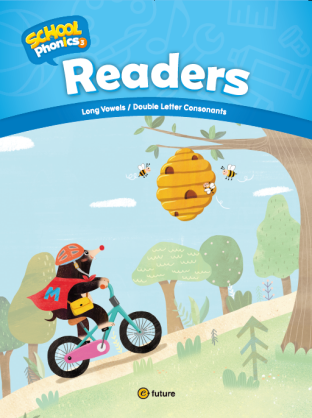 SCHOOL
Phonics 3
Readers
Long Vowels / Double Letter Consonants
M
e future